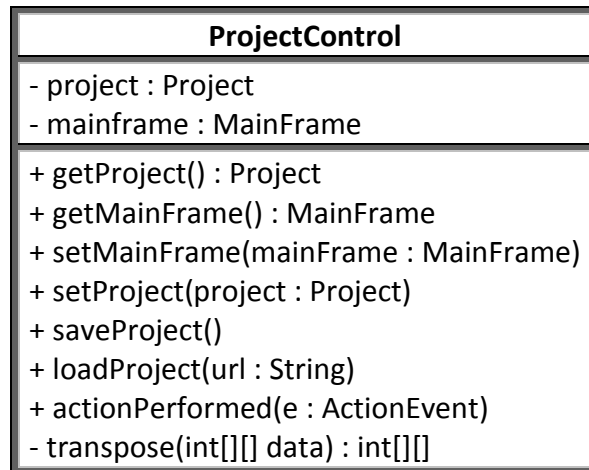 ProjectControl
- project : Project
- mainframe : MainFrame
+ getProject() : Project
+ getMainFrame() : MainFrame
+ setMainFrame(mainFrame : MainFrame)
+ setProject(project : Project)
+ saveProject()
+ loadProject(url : String)
+ actionPerformed(e : ActionEvent)
- transpose(int[][] data) : int[][]